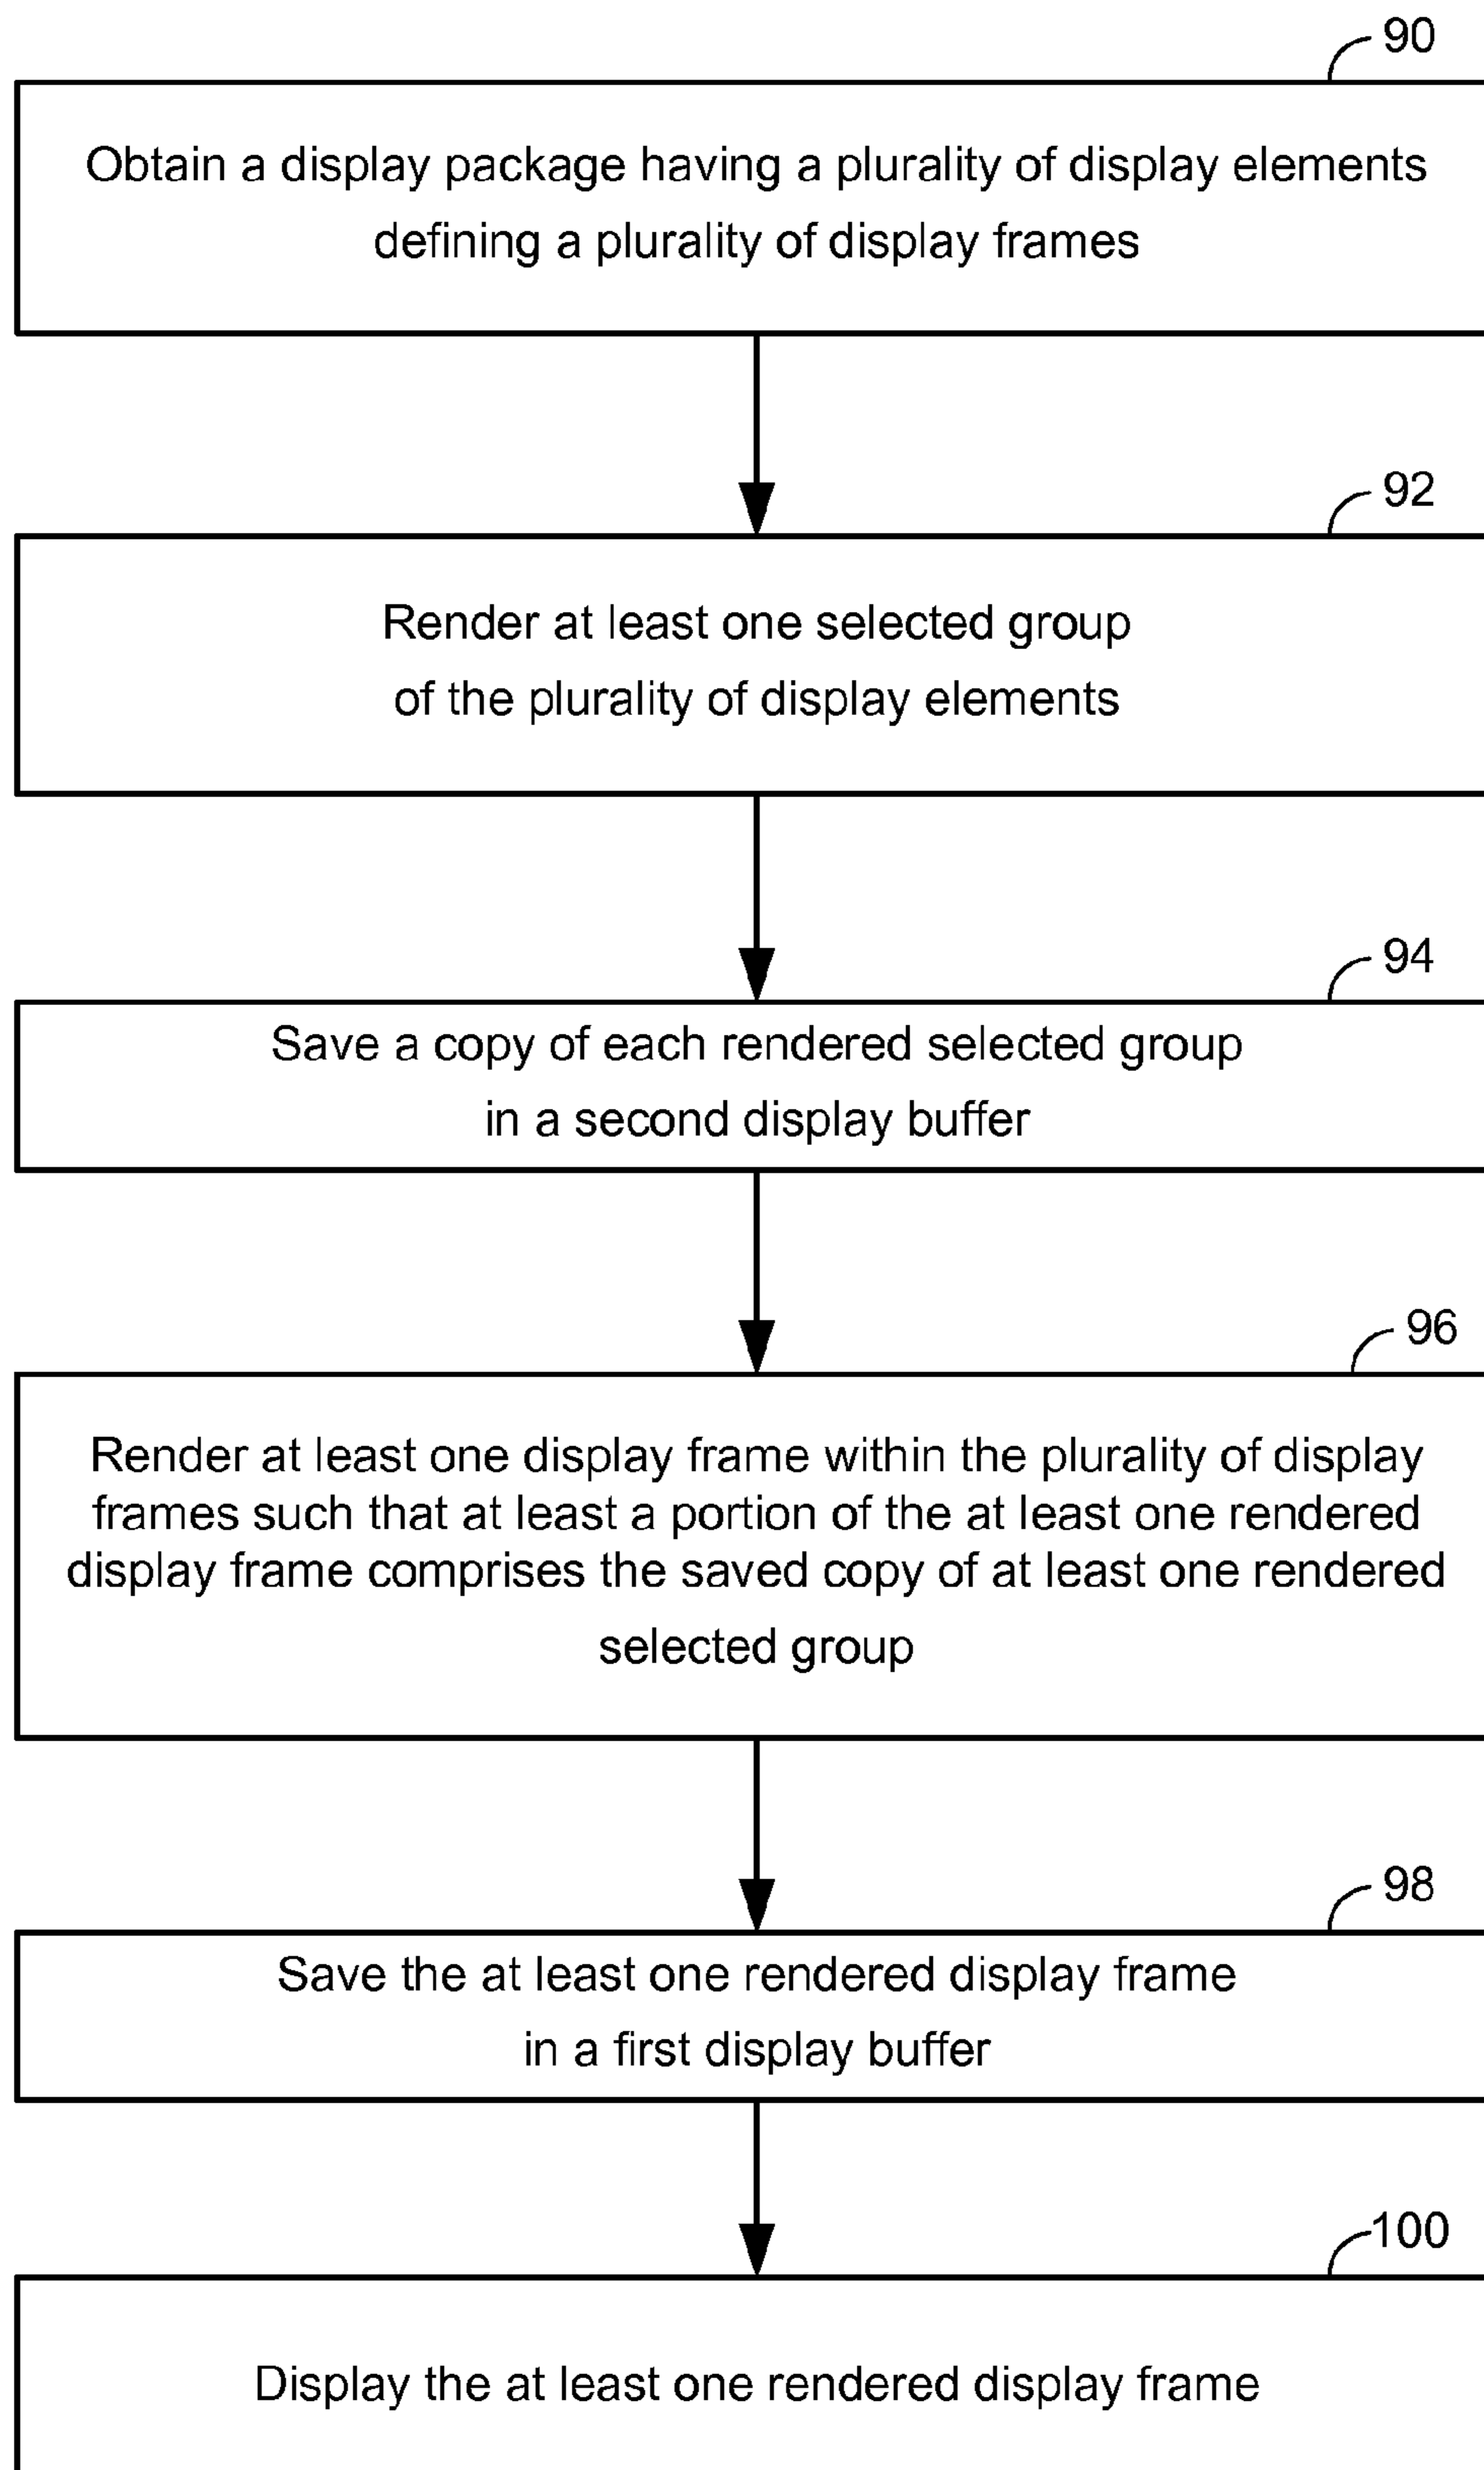 90
Obtain a display package having a plurality of display elements
defining a plurality of display frames
92
Render at least one selected group
of the plurality of display elements
94
Save a copy of each rendered selected group
in a second display buffer
96
Render at least one display frame within the plurality of display
frames such that at least a portion of the at least one rendered
display frame comprises the saved copy of at least one rendered
selected group
98
Save the at least one rendered display frame
in a first display buffer
100
Display the at least one rendered display frame